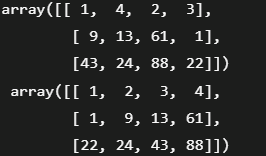 array([[ 1,  4,  2,  3],
       [ 9, 13, 61,  1],
       [43, 24, 88, 22]])
 array([[ 1,  2,  3,  4],
       [ 1,  9, 13, 61],
       [22, 24, 43, 88]])